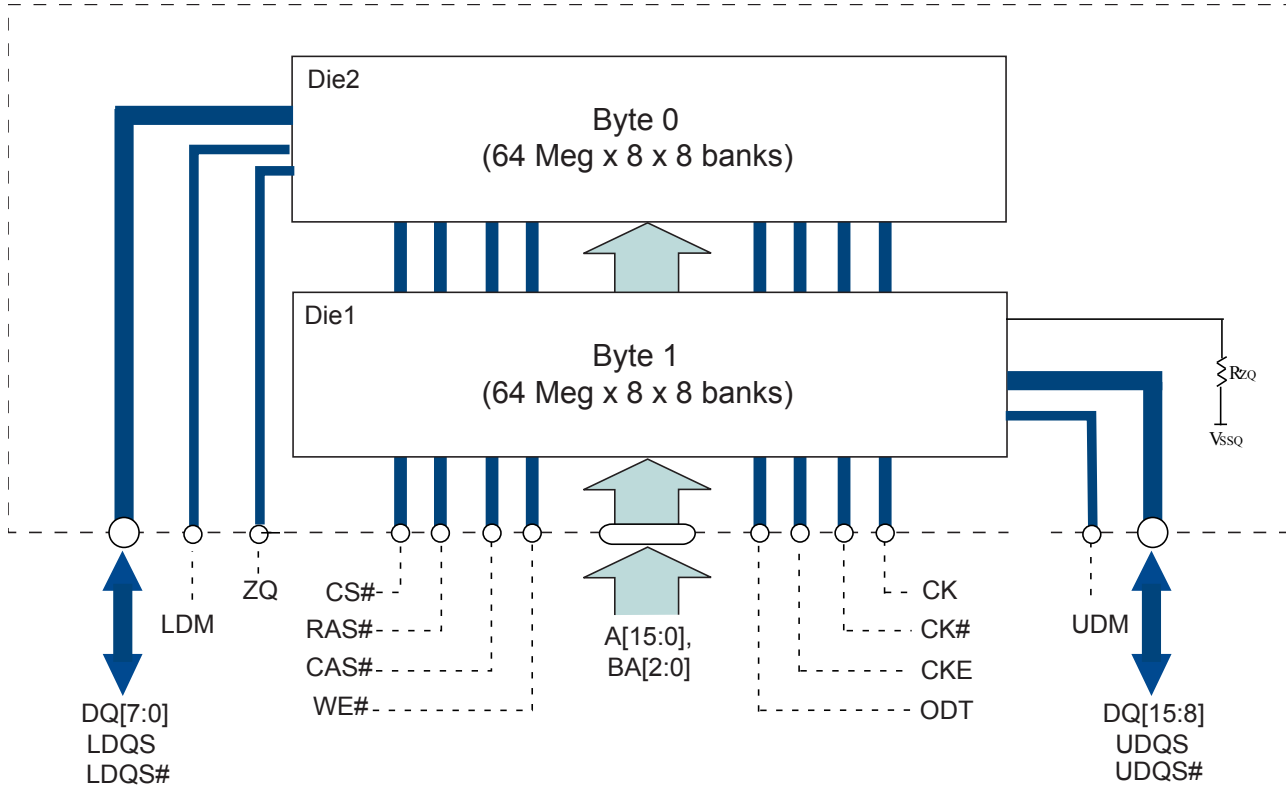 Die2
Byte 0
(64 Meg x 8 x 8 banks)
Die1
Byte 1
(64 Meg x 8 x 8 banks)
RZQ
VSSQ
LDM
ZQ
CS#
RAS#
CAS#
WE#
A[15:0],
BA[2:0]
CK
CK#
CKE
ODT
UDM
DQ[7:0]
LDQS
LDQS#
DQ[15:8]
UDQS
UDQS#